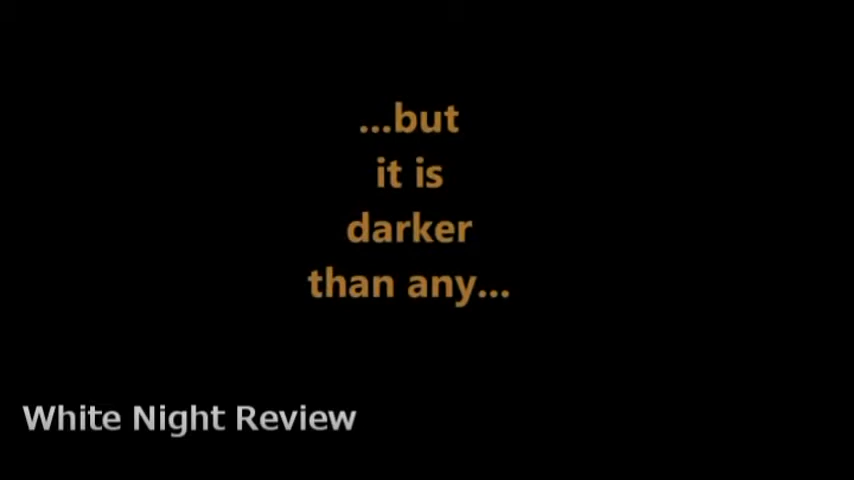 ...but
it is
darker
than any...
White Night Review